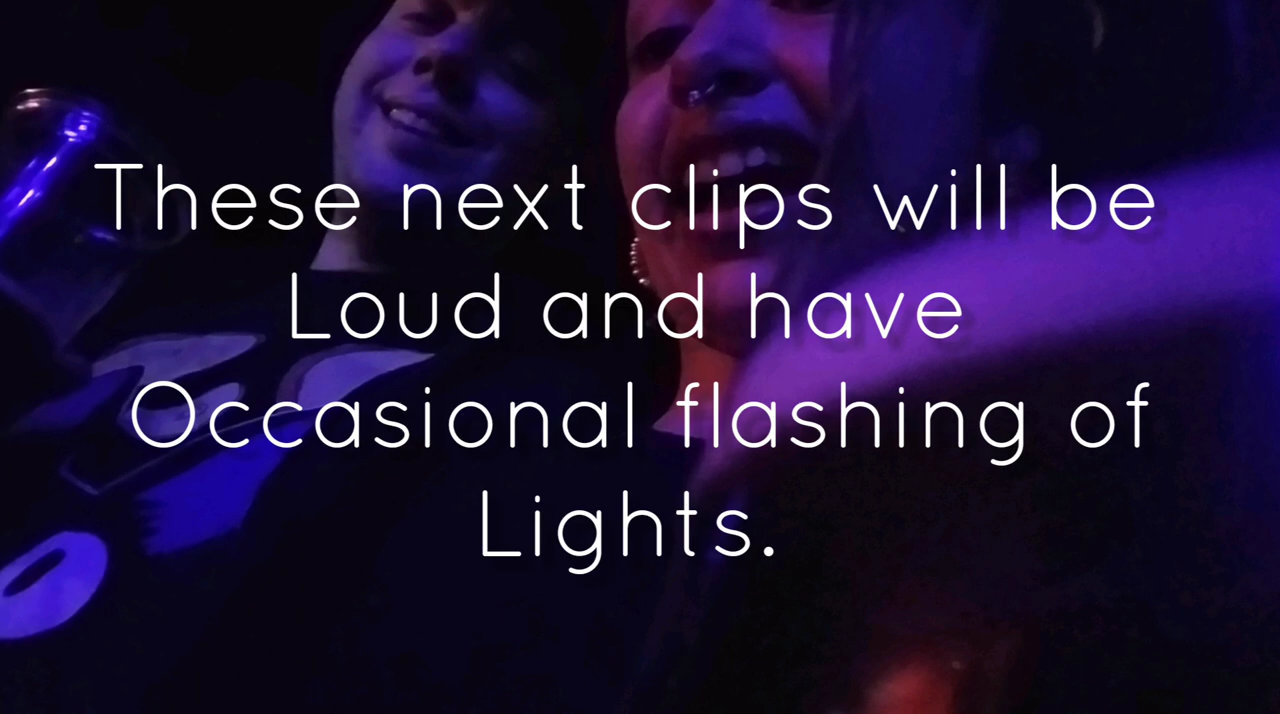 These next clips will be
Loud and have
Occasional flashing of
Lights.